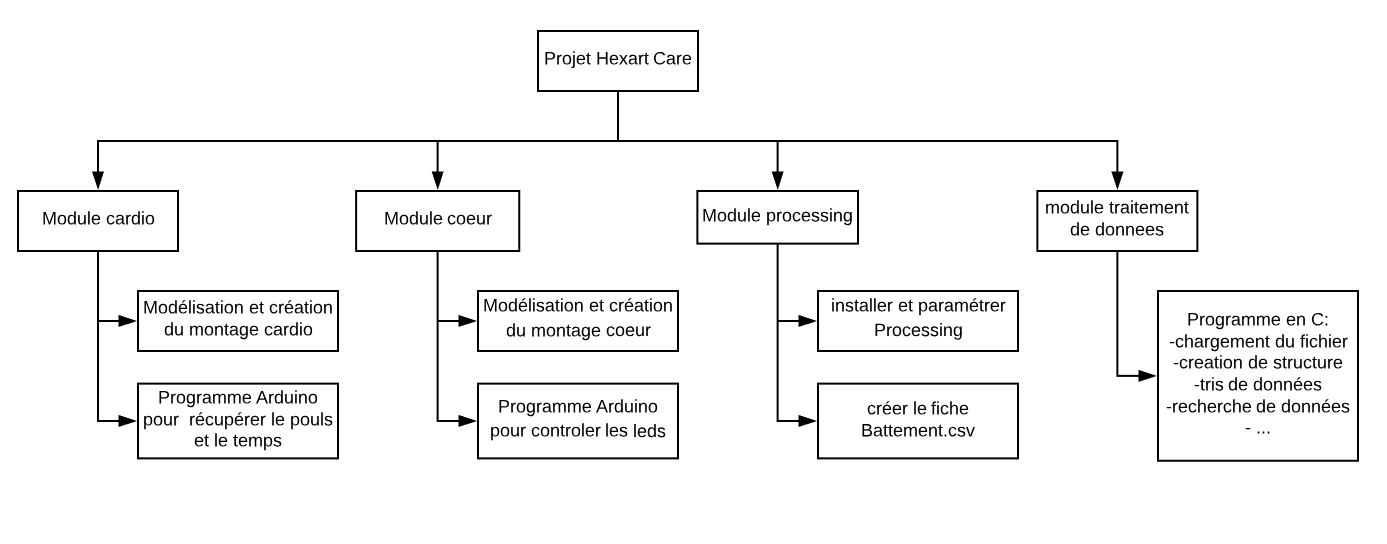 Projet Hexart Care
Module cardio
Modélisation et création
du montage cardio
Programme Arduino
pour récupérer le pouls
et le temps
Module coeur
Modélisation et création
du montage coeur
Programme Arduino
pour controler les leds
Module processing
installer et paramétrer
Processing
créer le fiche
Battement.csv
module traitement
de donnees
Programme en C:
-chargement du fichier
-creation de structure
-tris de données
-recherche de données
- ...